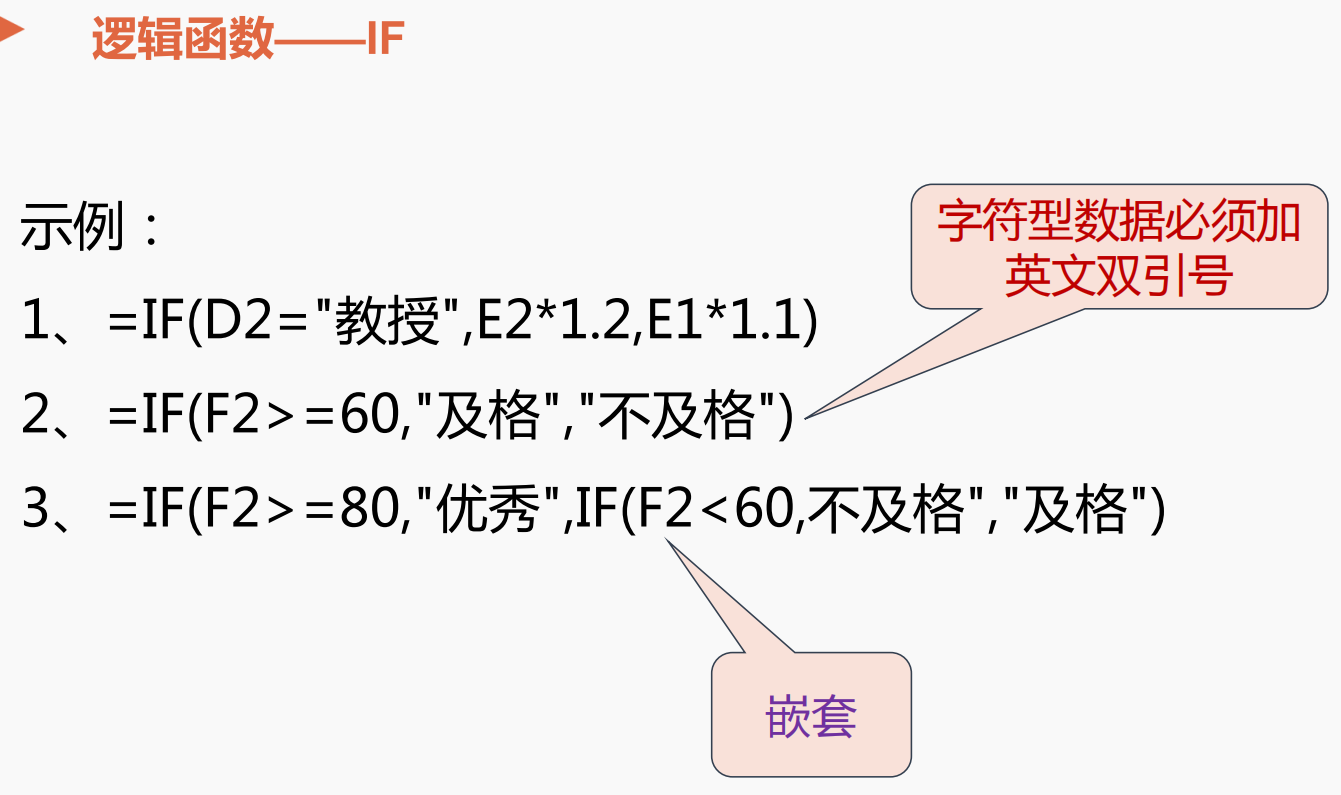 逻辑函数——IF
示例：
字符型数据必须加
英文双引号
1、 =IF(D2="教授",E2*1.2,E1*1.1)
2、 =IF(F2>=60,"及格","不及格")
3、 =IF(F2>=80,"优秀",IF(F2<60,不及格","及格")
嵌套